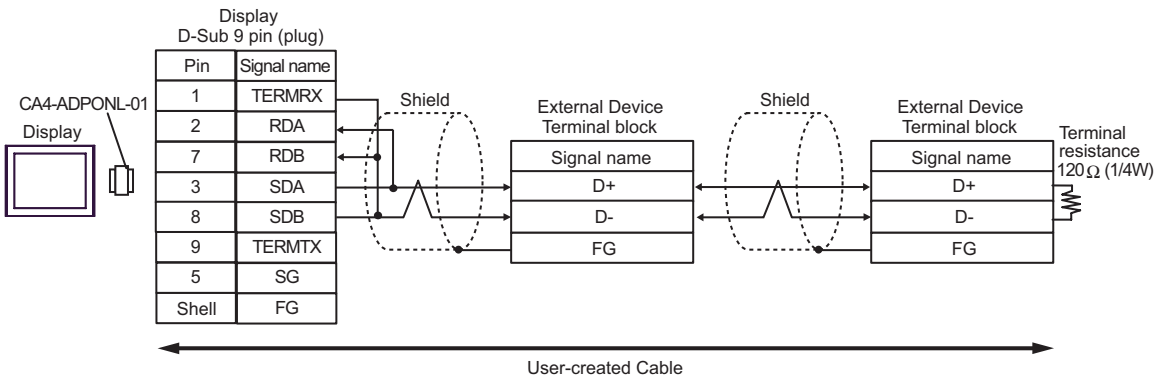 Display
D-Sub 9 pin (plug)
Pin Signal name
1 TERMRX
2 RDA
7 RDB
3 SDA
8 SDB
9 TERMTX
5 SG
Shell FG
CA4-ADPONL-01
Display
Shield
External Device
Terminal block
Signal name
D+
D-
FG
Shield
External Device
Terminal block
Signal name
D+
D-
FG
Terminal
resistance
120Ω (1/4W)
User-created Cable